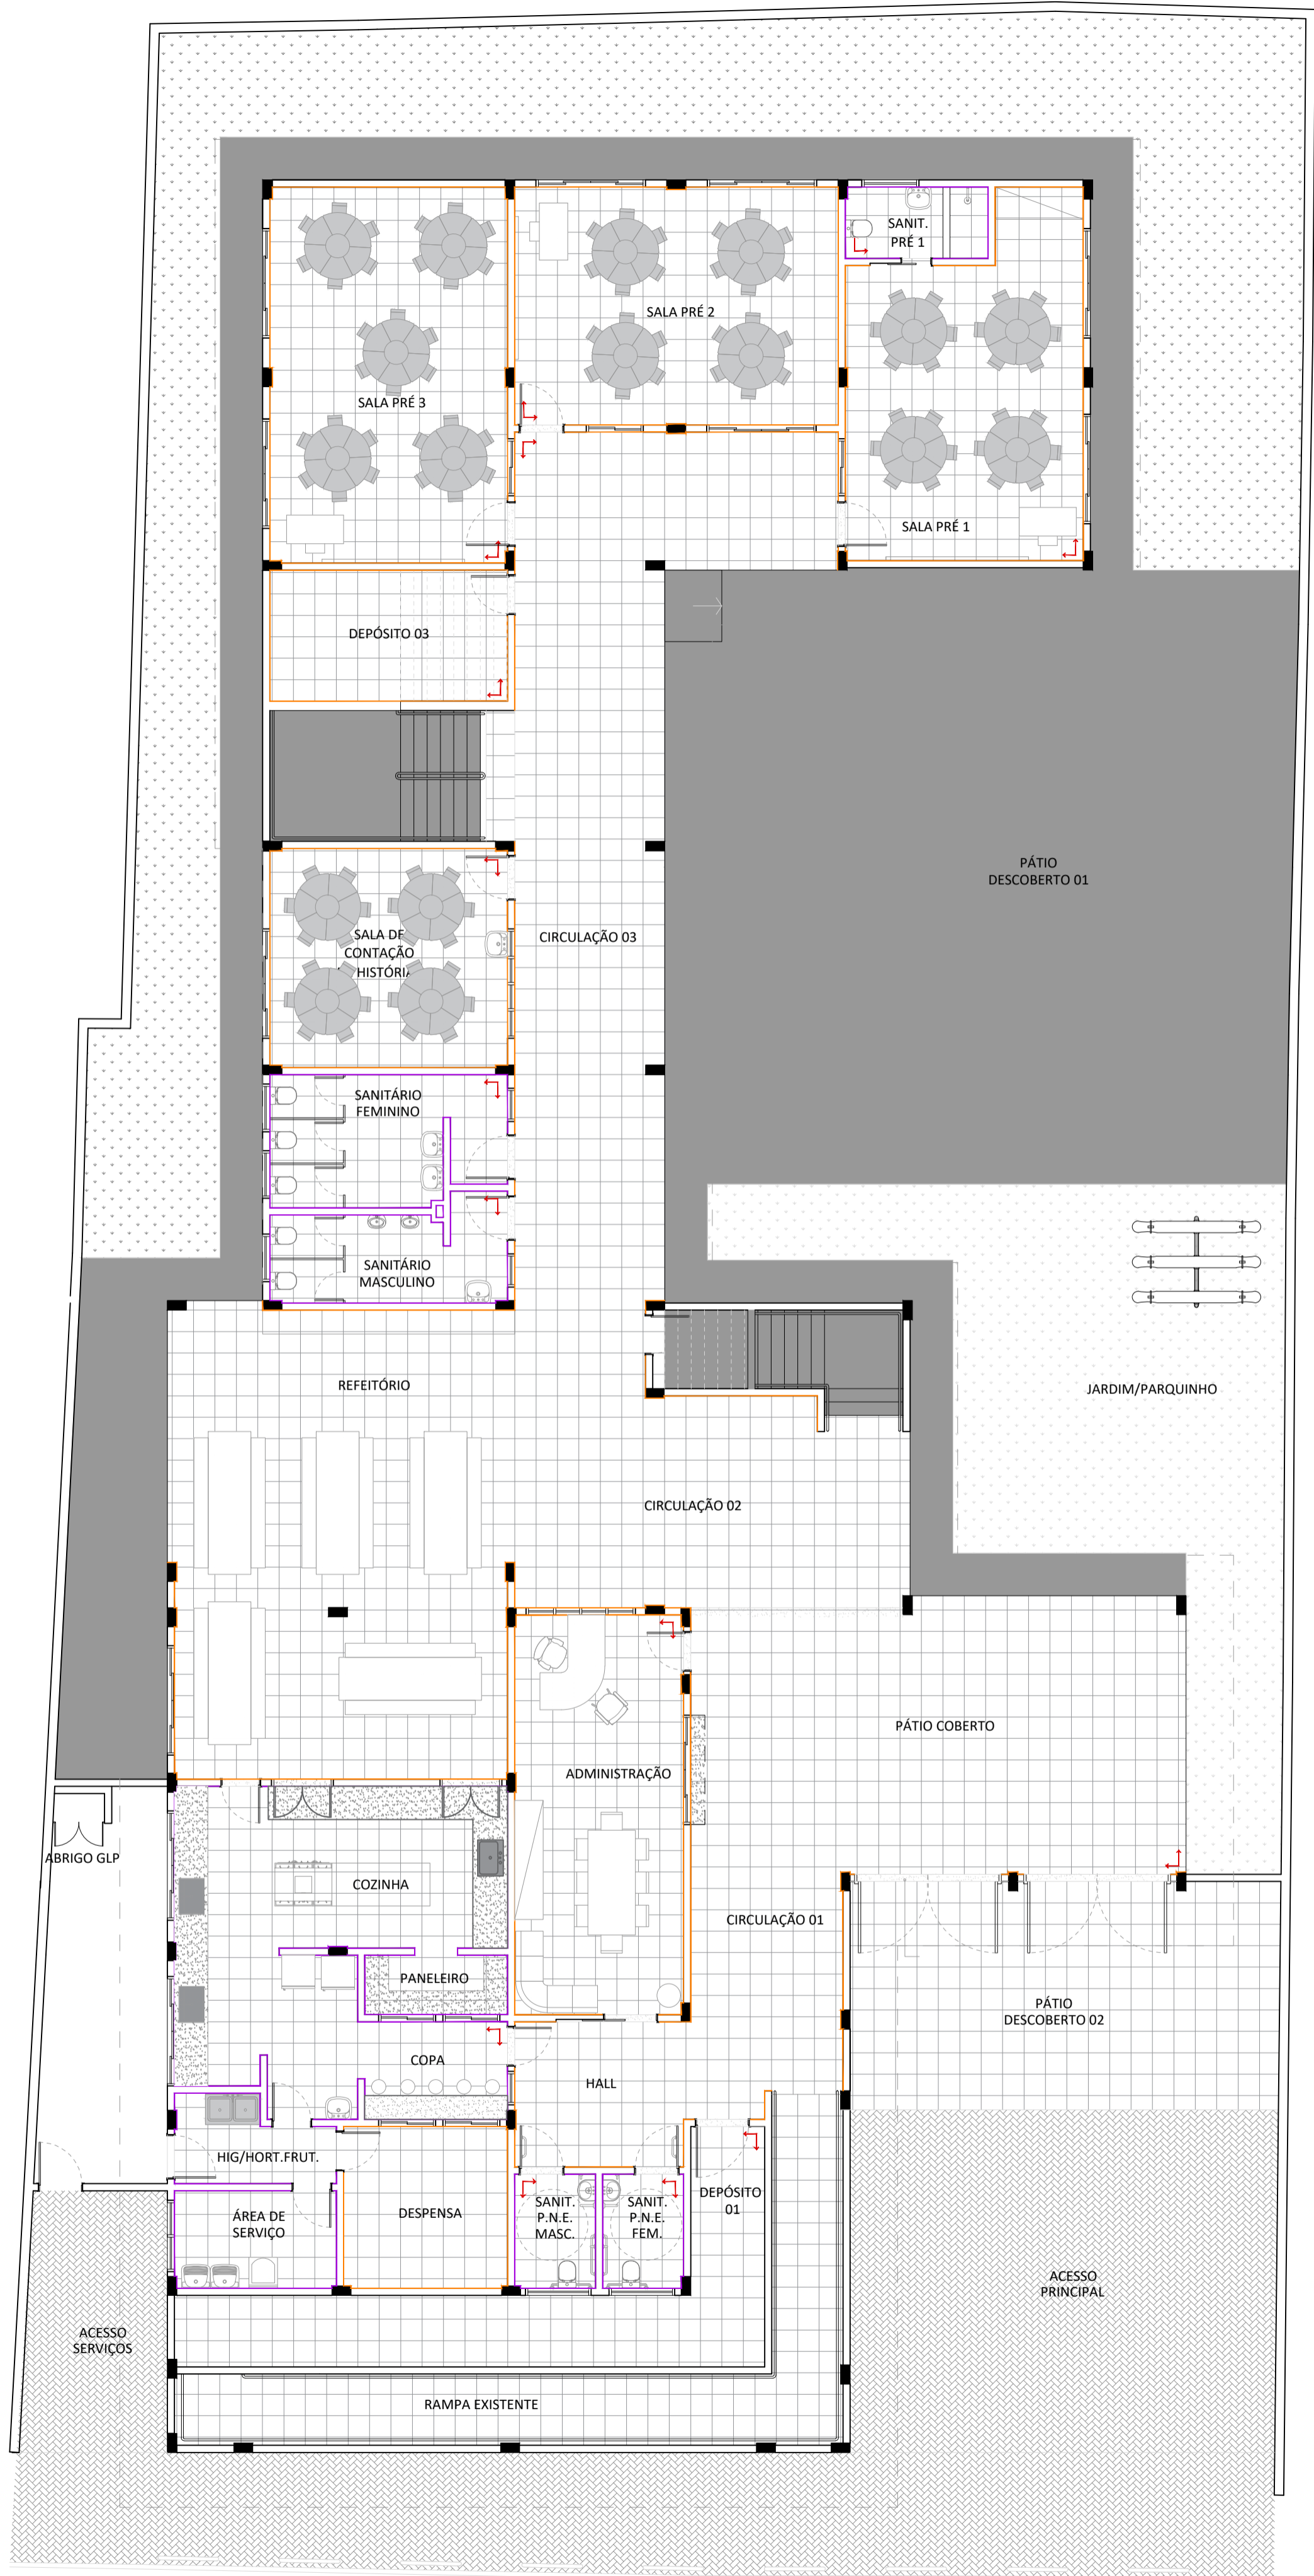 SANIT.
PRÉ 1
SALA PRÉ 2
SALA PRÉ 3
SALA PRÉ 1
DEPÓSITO 03
PÁTIO
DESCOBERTO 01
SALA DE
CONTAÇÃO
HISTÓRIA
CIRCULAÇÃO 03
SANITÁRIO
FEMININO
SANITÁRIO
MASCULINO
REFEITÓRIO
JARDIM/PARQUINHO
CIRCULAÇÃO 02
PÁTIO COBERTO
ADMINISTRAÇÃO
ABRIGO GLP
COZINHA
CIRCULAÇÃO 01
PANELEIRO
PÁTIO
DESCOBERTO 02
COPA
HALL
HIG/HORT.FRUT.
ÁREA DE
SERVIÇO
DESPENSA
SANIT.
P.N.E.
MASC.
SANIT.
P.N.E.
FEM.
DEPÓSITO
01
ACESSO
PRINCIPAL
ACESSO
SERVIÇOS
RAMPA EXISTENTE